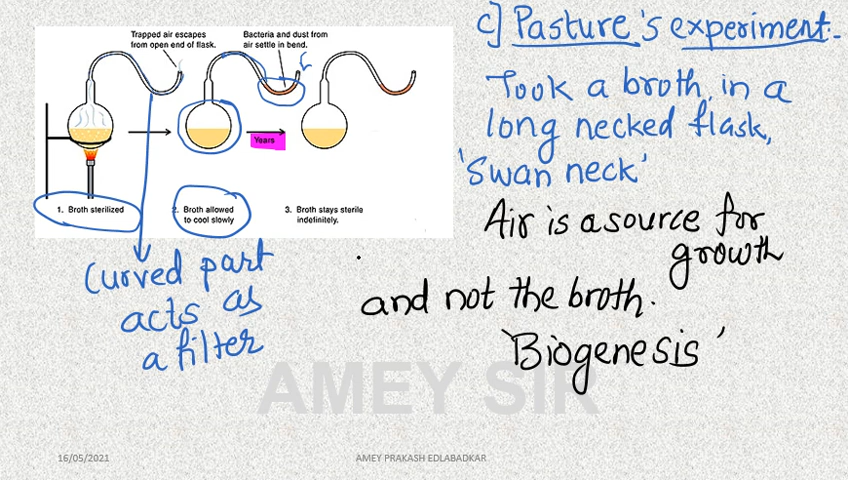 Trapped air escapes
from open end of flask.
Bacteria and dust from
air settle in bend.
Years
1. Broth sterilized
2. Broth allowed
to cool slowly
3. Broth stays sterile
indefinitely.
Curved part
acts as
a filter
c] Pasture's experiment:-
Took a broth, in a
long necked flask,
'Swan neck'
Air is a source for
growth
and not the broth.
'Biogenesis'
AMEY SIR
16/05/2021
AMEY PRAKASH EDLABADKAR